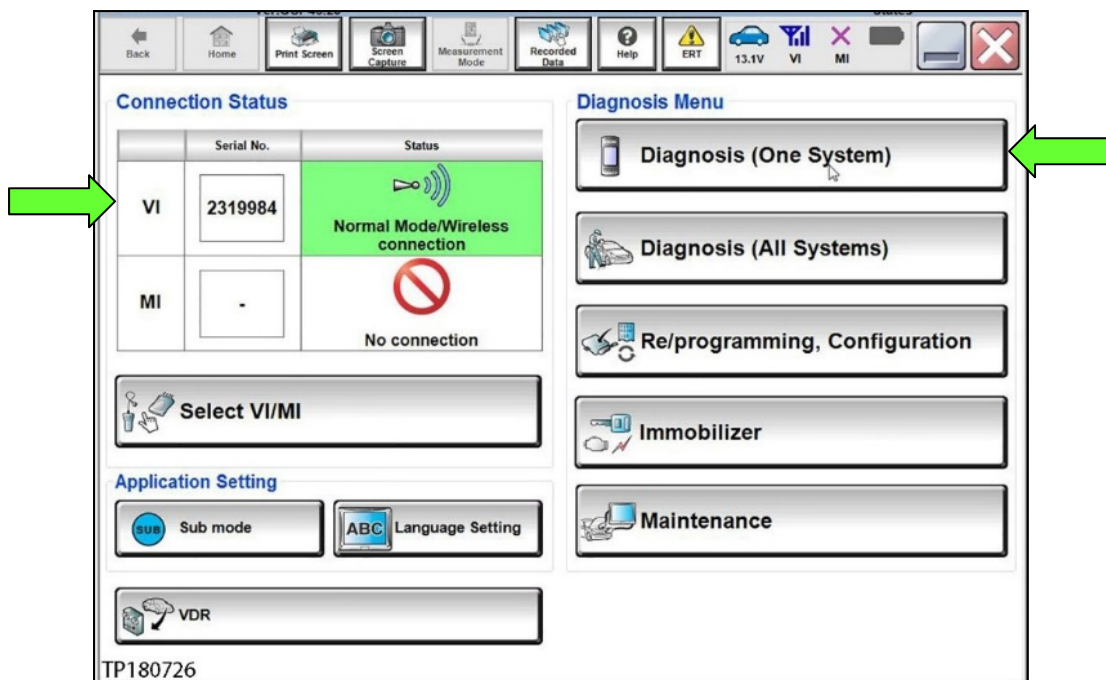 Back
Home
Print Screen
Screen
Capture
Measurement
Mode
Recorded
Data
Help
ERT
13.1V
VI
MI
Connection Status
Serial No.
Status
VI
2319984
Normal Mode/Wireless
connection
MI
-
No connection
Select VI/MI
Application Setting
SUB
Sub mode
ABC
Language Setting
VDR
Diagnosis Menu
Diagnosis (One System)
Diagnosis (All Systems)
Re/programming, Configuration
Immobilizer
Maintenance
TP180726